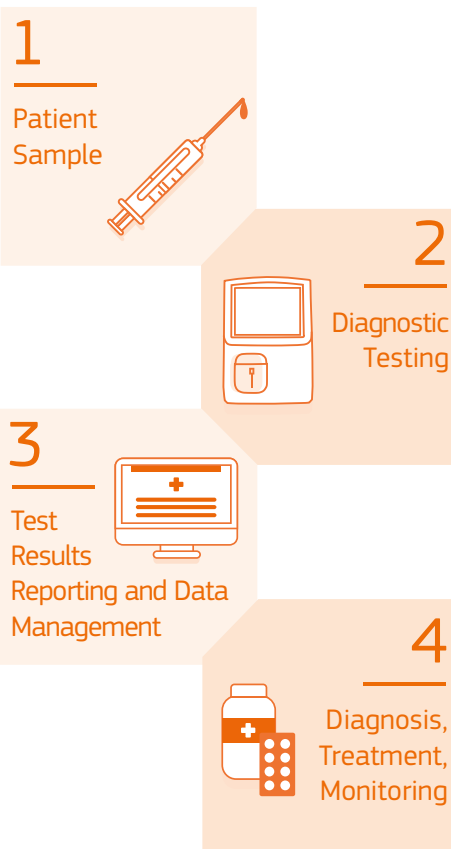 1
Patient
Sample
2
Diagnostic
Testing
3
Test
Results
Reporting and Data
Management
4
Diagnosis,
Treatment,
Monitoring